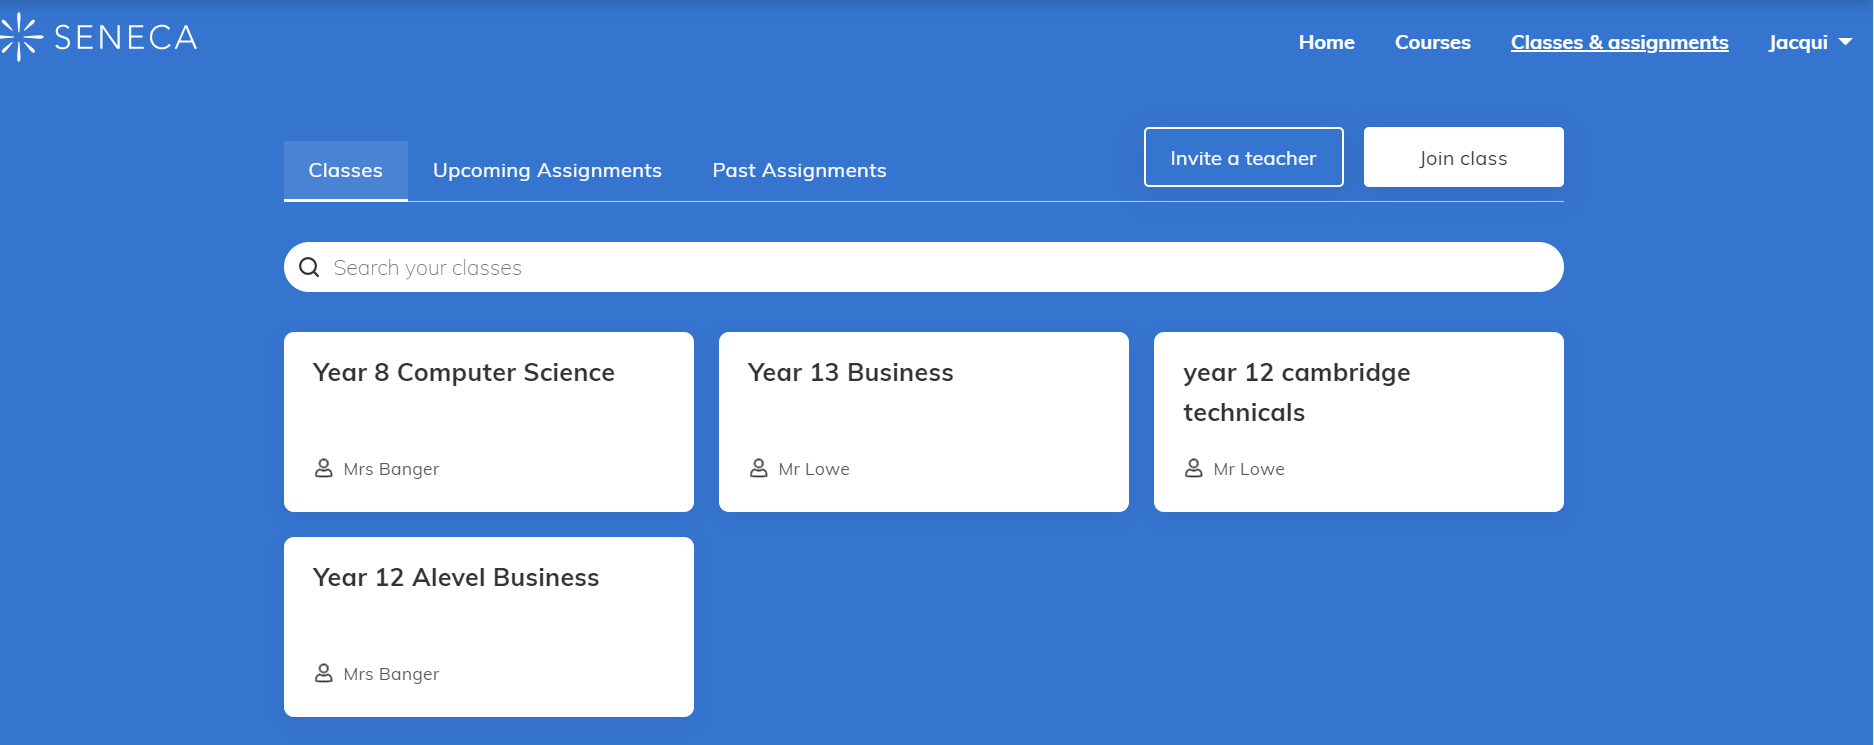 SENECA
Home Courses Classes & assignments Jacqui
Classes Upcoming Assignments Past Assignments Invite a teacher Join class
Search your classes
Year 8 Computer Science
Mrs Banger
Year 13 Business
Mr Lowe
year 12 cambridge
technicals
Mr Lowe
Year 12 Alevel Business
Mrs Banger